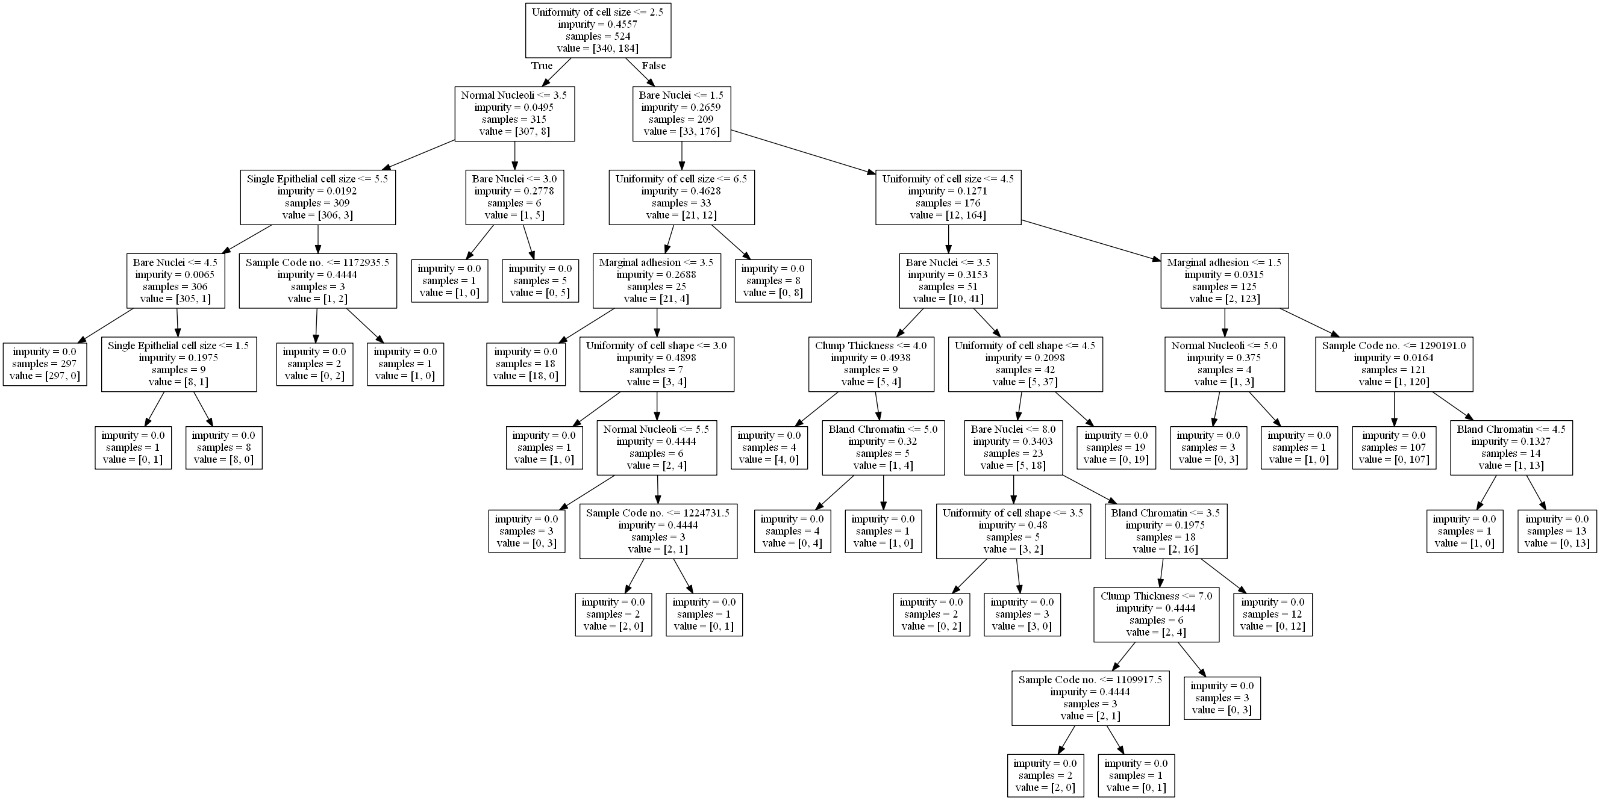 Uniformity of cell size <= 2.5
impurity = 0.4557
samples = 524
value = [340, 184]
True
False
Normal Nucleoli <= 3.5
impurity = 0.0495
samples = 315
value = [307, 8]
Bare Nuclei <= 1.5
impurity = 0.2659
samples = 209
value = [33, 176]
Single Epithelial cell size <= 5.5
impurity = 0.0192
samples = 309
value = [306, 3]
Bare Nuclei <= 3.0
impurity = 0.2778
samples = 6
value = [1, 5]
Uniformity of cell size <= 6.5
impurity = 0.4628
samples = 33
value = [21, 12]
Uniformity of cell size <= 4.5
impurity = 0.1271
samples = 176
value = [12, 164]
Bare Nuclei <= 4.5
impurity = 0.0065
samples = 306
value = [305, 1]
Sample Code no. <= 1172935.5
impurity = 0.4444
samples = 3
value = [1, 2]
impurity = 0.0
samples = 1
value = [1, 0]
impurity = 0.0
samples = 5
value = [0, 5]
Marginal adhesion <= 3.5
impurity = 0.2688
samples = 25
value = [21, 4]
impurity = 0.0
samples = 8
value = [0, 8]
Bare Nuclei <= 3.5
impurity = 0.3153
samples = 51
value = [10, 41]
Marginal adhesion <= 1.5
impurity = 0.0315
samples = 125
value = [2, 123]
impurity = 0.0
samples = 297
value = [297, 0]
Single Epithelial cell size <= 1.5
impurity = 0.1975
samples = 9
value = [8, 1]
impurity = 0.0
samples = 2
value = [0, 2]
impurity = 0.0
samples = 1
value = [1, 0]
impurity = 0.0
samples = 18
value = [18, 0]
Uniformity of cell shape <= 3.0
impurity = 0.4898
samples = 7
value = [3, 4]
Clump Thickness <= 4.0
impurity = 0.4938
samples = 9
value = [5, 4]
Uniformity of cell shape <= 4.5
impurity = 0.2098
samples = 42
value = [5, 37]
Normal Nucleoli <= 5.0
impurity = 0.375
samples = 4
value = [1, 3]
Sample Code no. <= 1290191.0
impurity = 0.0164
samples = 121
value = [1, 120]
impurity = 0.0
samples = 1
value = [0, 1]
impurity = 0.0
samples = 8
value = [8, 0]
impurity = 0.0
samples = 1
value = [1, 0]
Normal Nucleoli <= 5.5
impurity = 0.4444
samples = 6
value = [2, 4]
impurity = 0.0
samples = 4
value = [4, 0]
Bland Chromatin <= 5.0
impurity = 0.32
samples = 5
value = [1, 4]
Bare Nuclei <= 8.0
impurity = 0.3403
samples = 23
value = [5, 18]
impurity = 0.0
samples = 19
value = [0, 19]
impurity = 0.0
samples = 3
value = [0, 3]
impurity = 0.0
samples = 1
value = [1, 0]
impurity = 0.0
samples = 107
value = [0, 107]
Bland Chromatin <= 4.5
impurity = 0.1327
samples = 14
value = [1, 13]
impurity = 0.0
samples = 3
value = [0, 3]
Sample Code no. <= 1224731.5
impurity = 0.4444
samples = 3
value = [2, 1]
impurity = 0.0
samples = 4
value = [0, 4]
impurity = 0.0
samples = 1
value = [1, 0]
Uniformity of cell shape <= 3.5
impurity = 0.48
samples = 5
value = [3, 2]
Bland Chromatin <= 3.5
impurity = 0.1975
samples = 18
value = [2, 16]
impurity = 0.0
samples = 1
value = [1, 0]
impurity = 0.0
samples = 13
value = [0, 13]
impurity = 0.0
samples = 2
value = [2, 0]
impurity = 0.0
samples = 1
value = [0, 1]
impurity = 0.0
samples = 2
value = [0, 2]
impurity = 0.0
samples = 3
value = [3, 0]
Clump Thickness <= 7.0
impurity = 0.4444
samples = 6
value = [2, 4]
impurity = 0.0
samples = 12
value = [0, 12]
Sample Code no. <= 1109917.5
impurity = 0.4444
samples = 3
value = [2, 1]
impurity = 0.0
samples = 3
value = [0, 3]
impurity = 0.0
samples = 2
value = [2, 0]
impurity = 0.0
samples = 1
value = [0, 1]